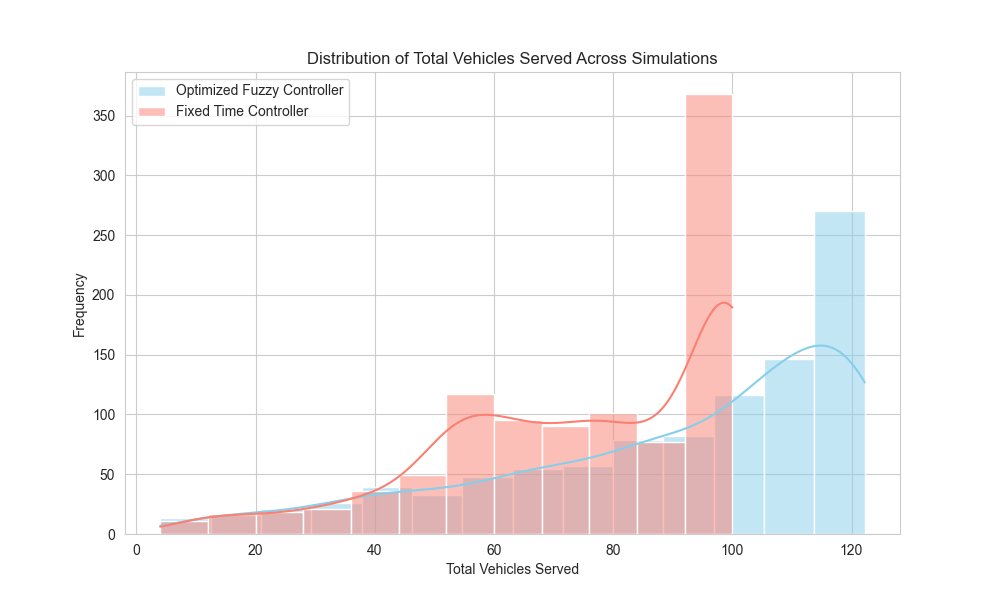 Distribution of Total Vehicles Served Across Simulations
Optimized Fuzzy Controller
Fixed Time Controller
350
300
250
200
150
100
50
0
Frequency
0 20 40 60 80 100 120
Total Vehicles Served